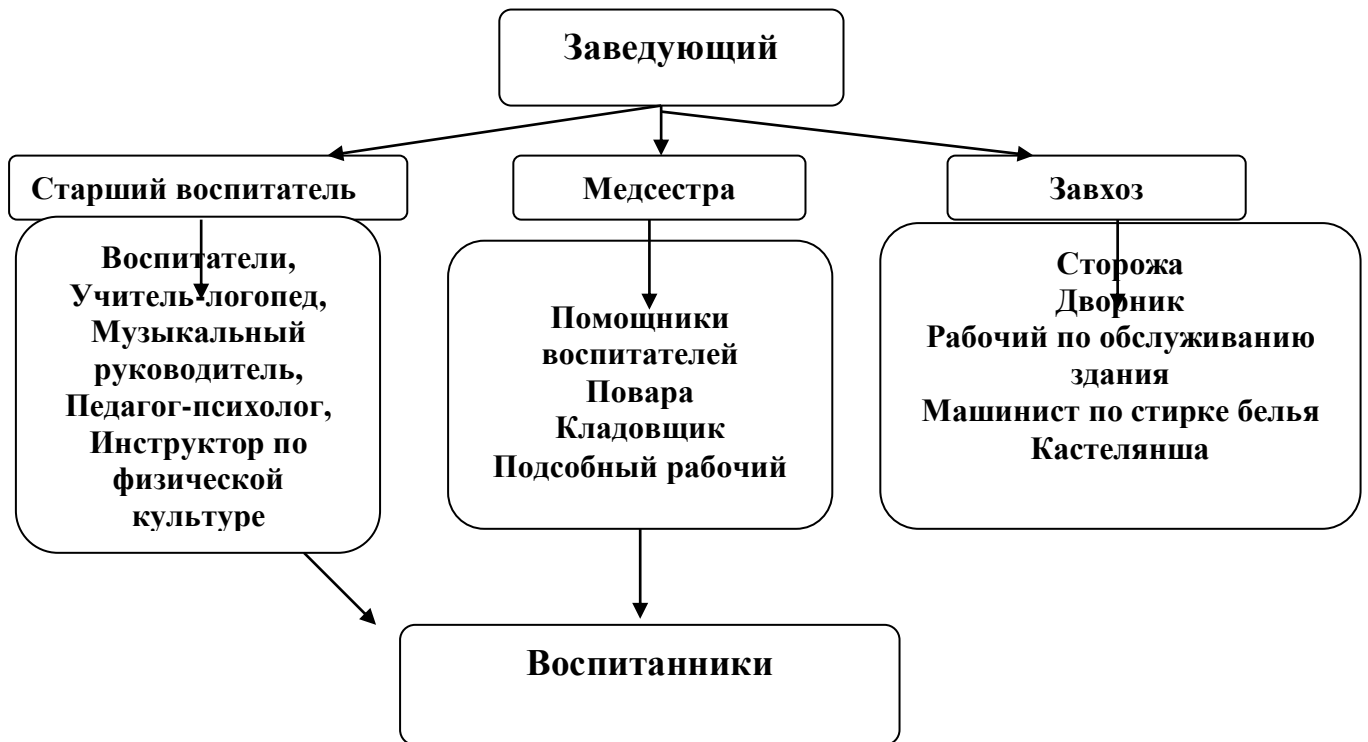 Заведующий
Старший воспитатель
Медсестра
Завхоз
Воспитатели,
Учитель-логопед,
Музыкальный
руководитель,
Педагог-психолог,
Инструктор по
физической
культуре
Помощники
воспитателей
Повара
Кладовщик
Подсобный рабочий
Сторожа
Дворник
Рабочий по обслуживанию
здания
Машинист по стирке белья
Кастелянша
Воспитанники